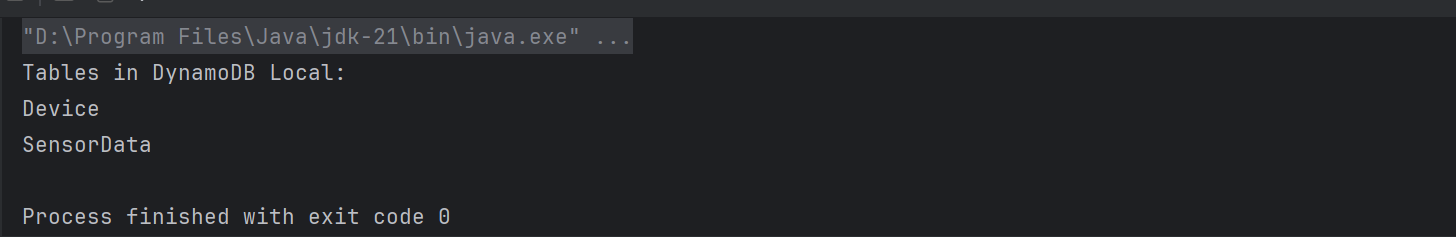 "D:\Program Files\Java\jdk-21\bin\java.exe" ...
Tables in DynamoDB Local:
Device
SensorData
Process finished with exit code 0